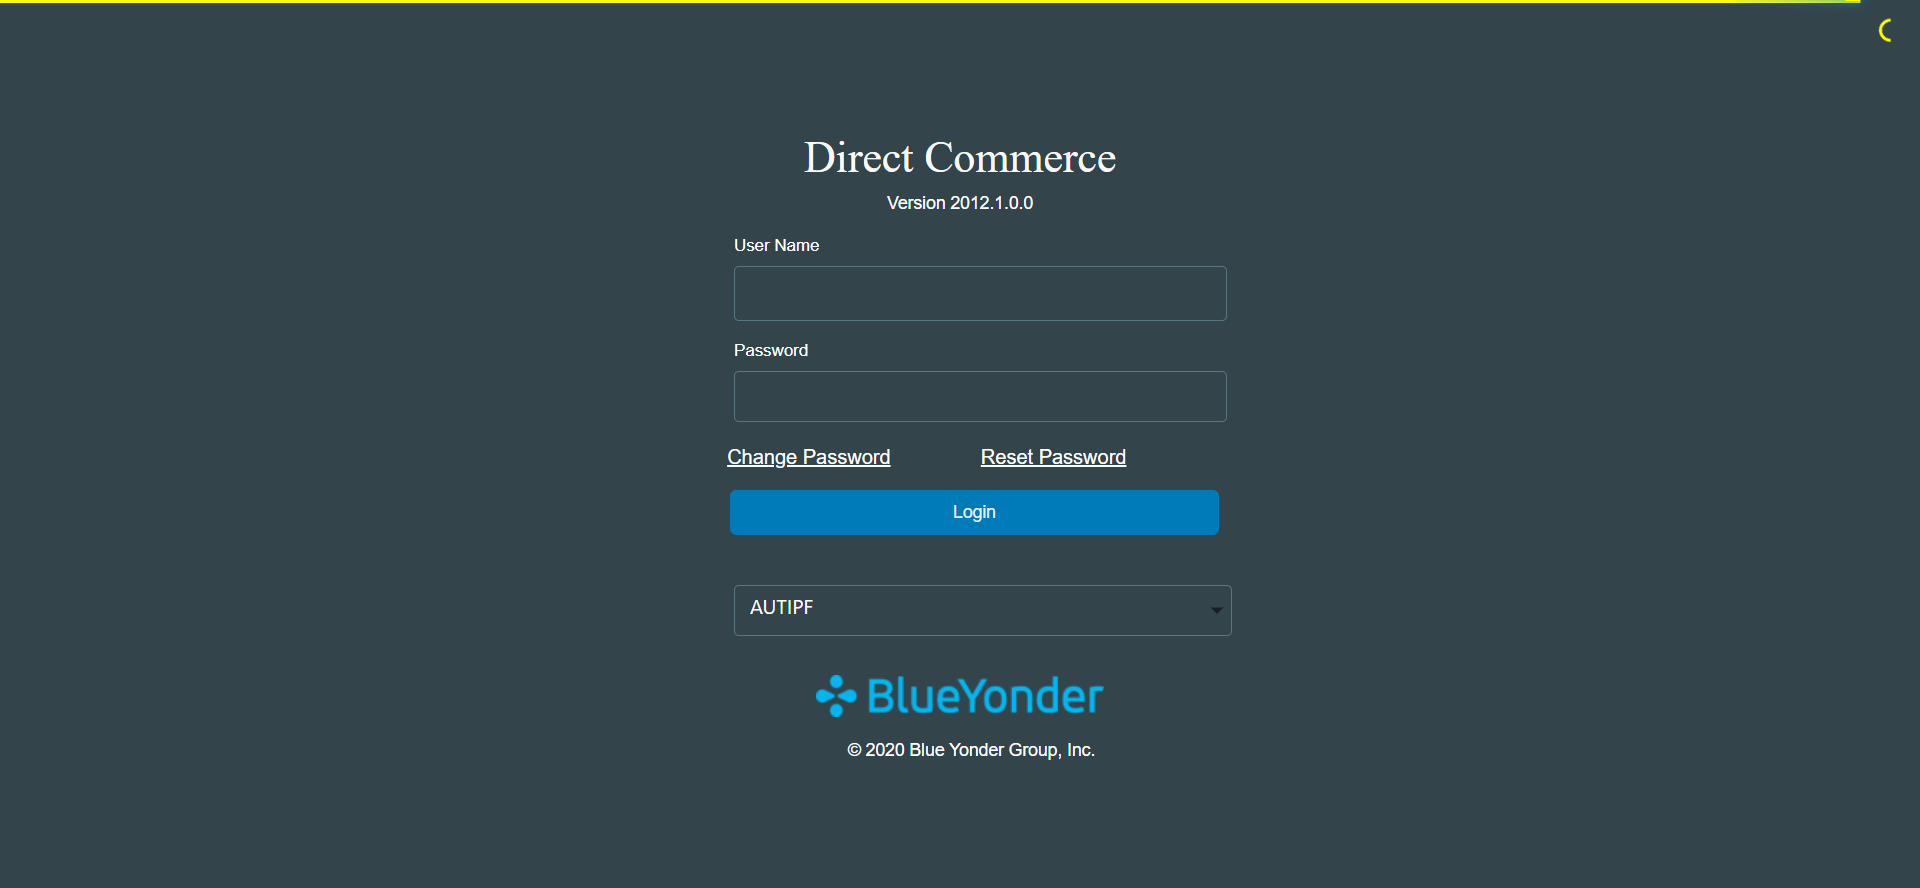 Direct Commerce
Version 2012.1.0.0
User Name
Password
Change Password Reset Password
Login
AUTIPF
BlueYonder
© 2020 Blue Yonder Group, Inc.